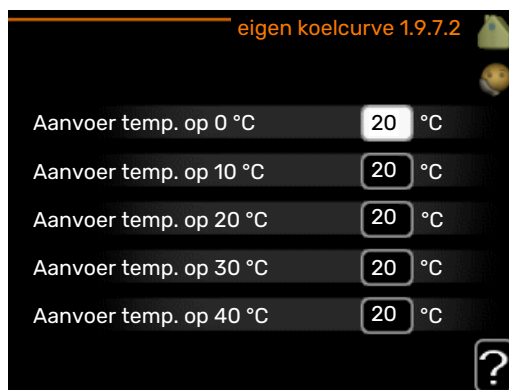 eigen koelcurve 1.9.7.2
Aanvoer temp. op 0 °C 20 °C
Aanvoer temp. op 10 °C 20 °C
Aanvoer temp. op 20 °C 20 °C
Aanvoer temp. op 30 °C 20 °C
Aanvoer temp. op 40 °C 20 °C
?